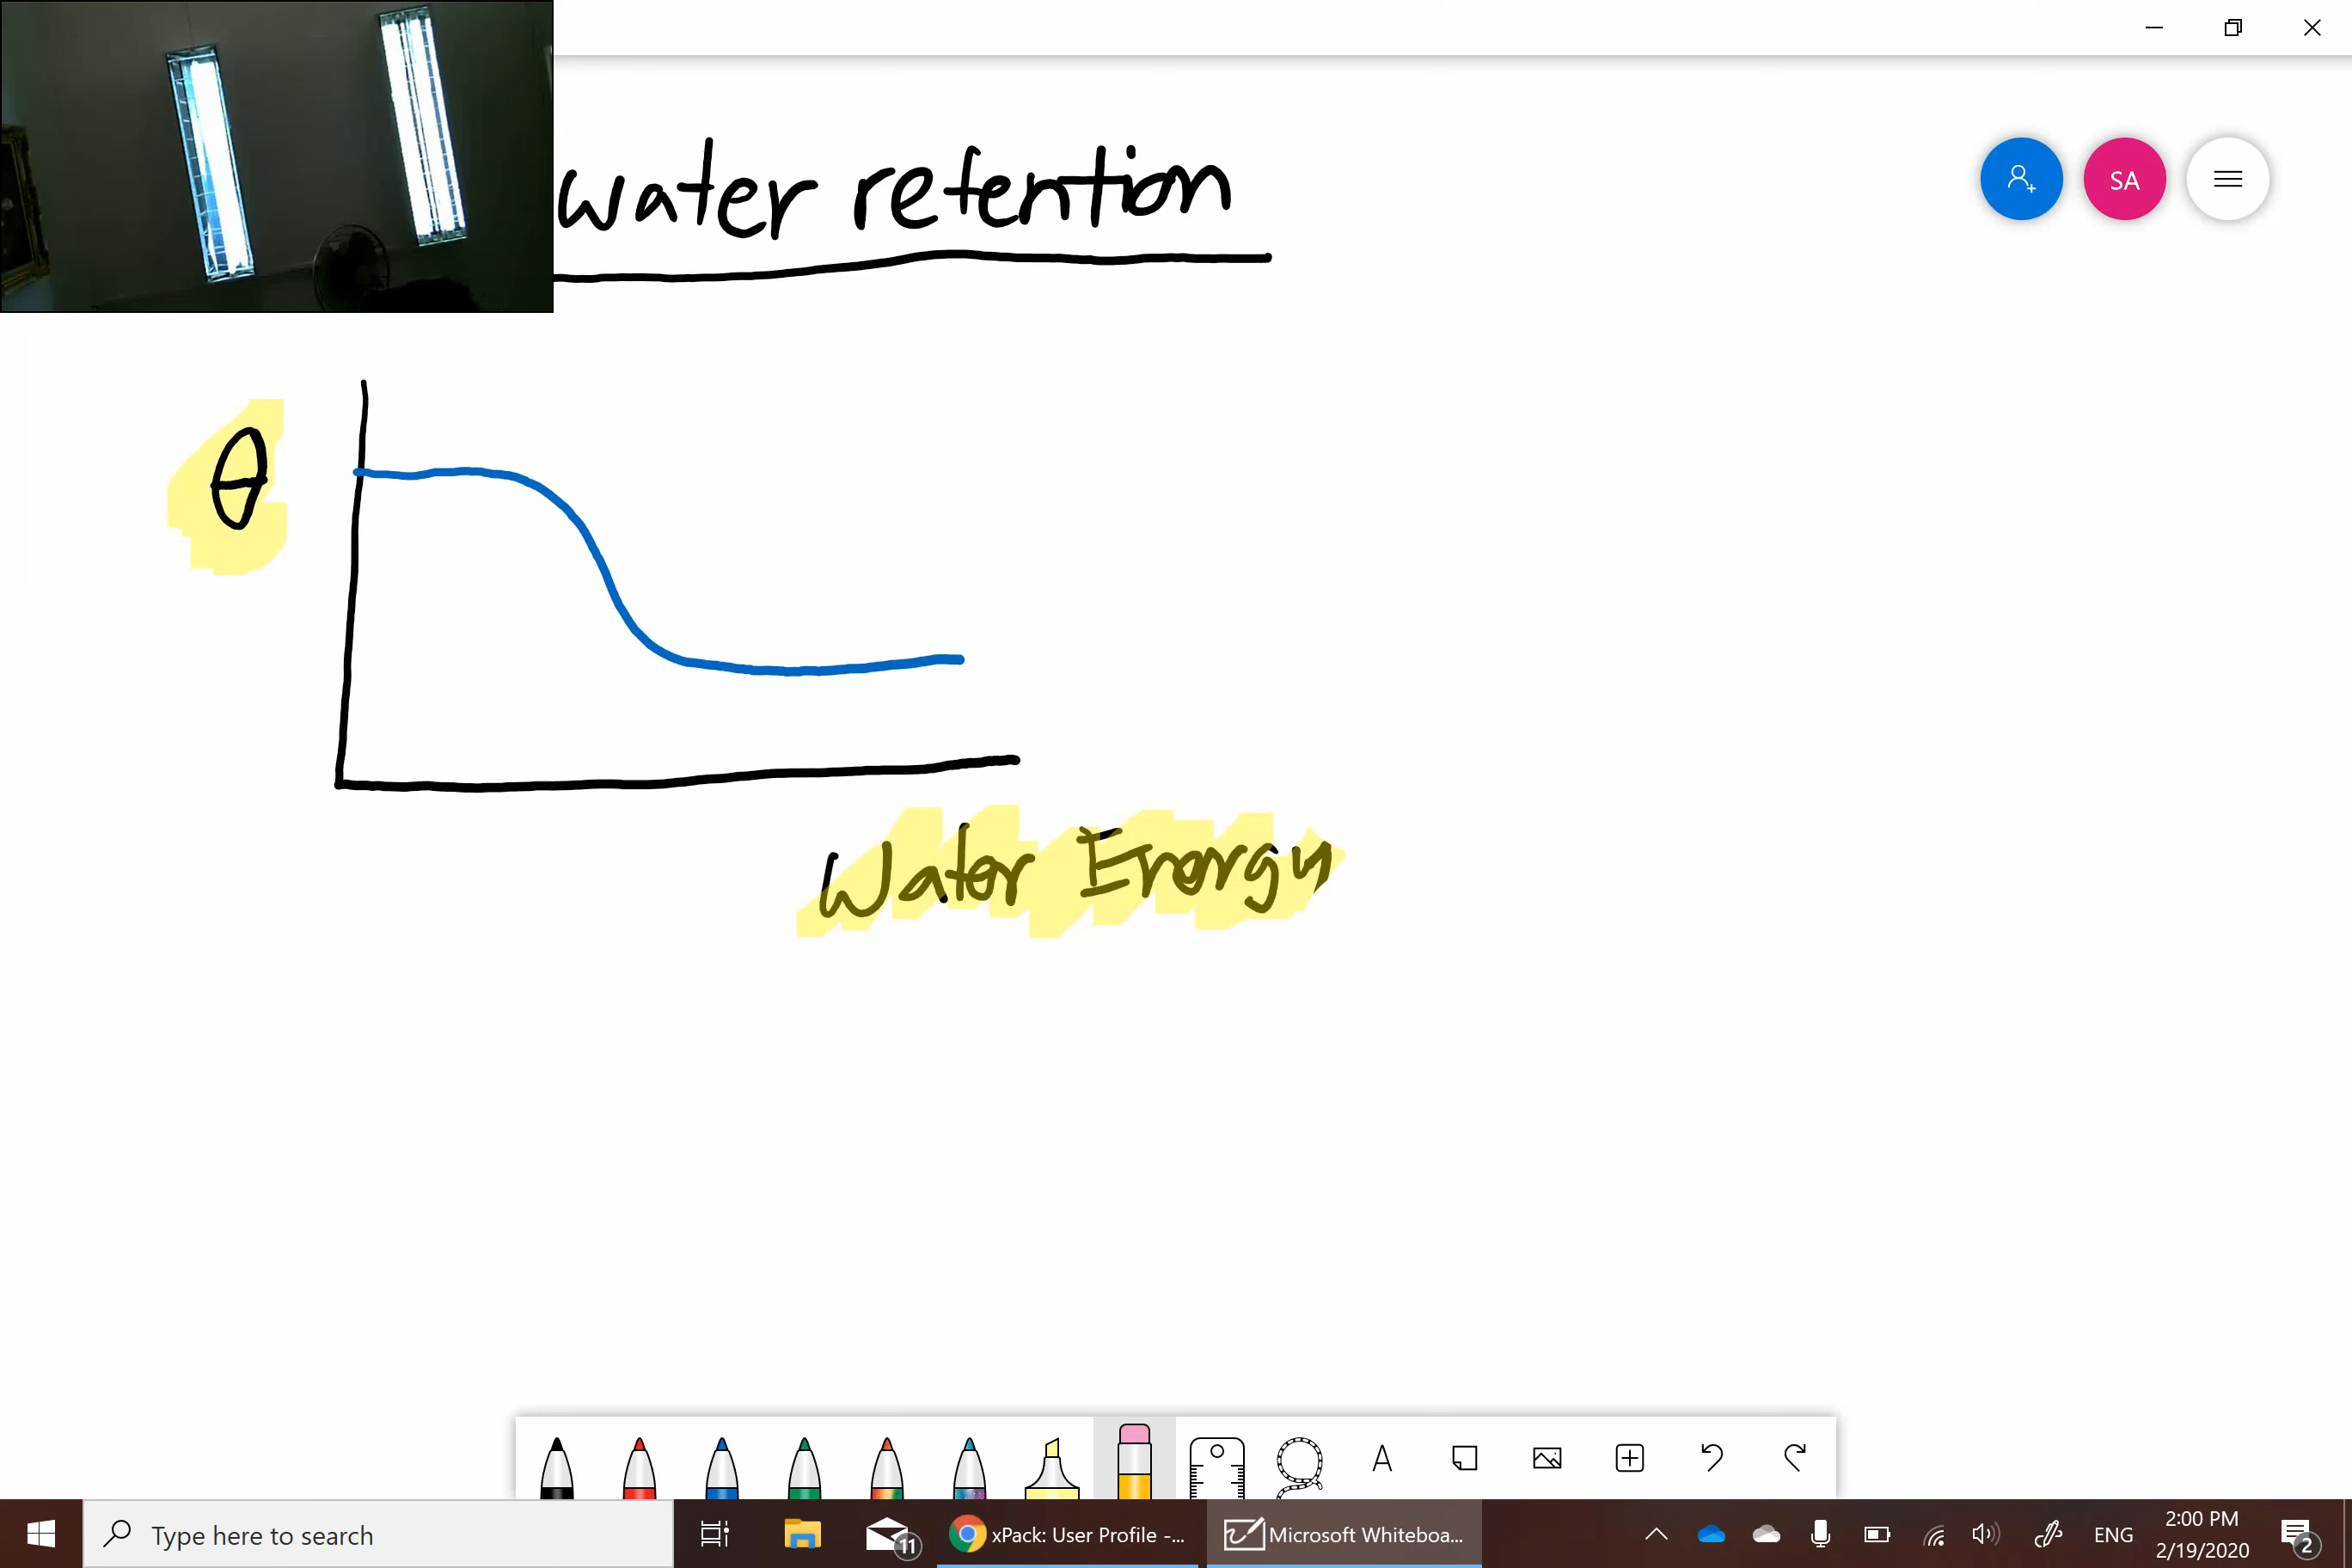 water retention
SA
θ
Water Energy
A
Type here to search
11
xPack: User Profile -...
Microsoft Whiteboa...
ENG
2:00 PM
2/19/2020
2